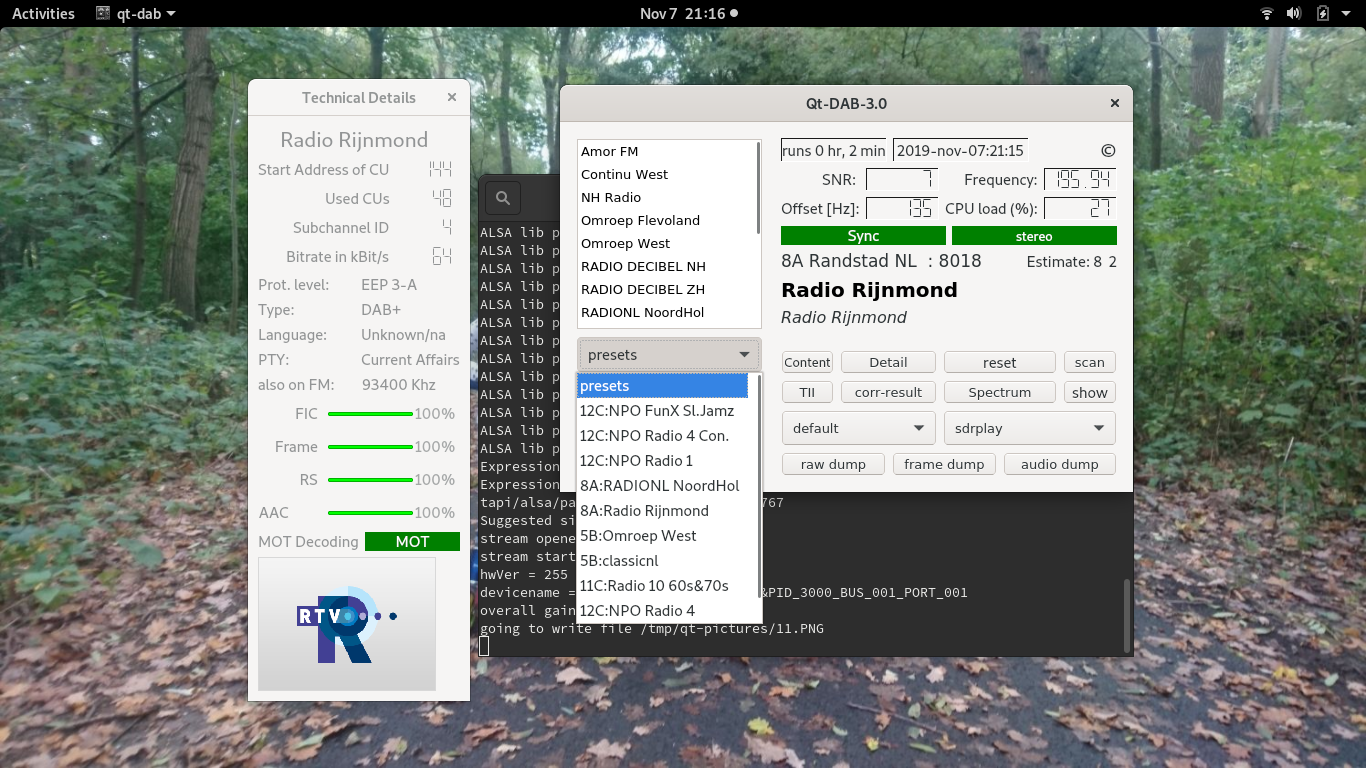 Activities
qt-dab
Nov 7 21:16
Technical Details
Radio Rijnmond
Start Address of CU 144
Used CUs 48
Subchannel ID 4
Bitrate in kBit/s 64
Prot. level: EEP 3-A
Type: DAB+
Language: Unknown/na
PTY: Current Affairs
also on FM: 93400 Khz
FIC 100%
Frame 100%
RS 100%
AAC 100%
MOT Decoding MOT
RTV
R
Qt-DAB-3.0
Amor FM
Continu West
NH Radio
Omroep Flevoland
Omroep West
RADIO DECIBEL NH
RADIO DECIBEL ZH
RADIONL NoordHol
presets
presets
12C:NPO FunX Sl.Jamz
12C:NPO Radio 4 Con.
12C:NPO Radio 1
8A:RADIONL NoordHol
8A:Radio Rijnmond
5B:Omroep West
5B:classicnl
11C:Radio 10 60s&70s
12C:NPO Radio 4
runs 0 hr, 2 min 2019-nov-07:21:15 ©
SNR: 7 Frequency: 195.94
Offset [Hz]: 135 CPU load (%): 27
Sync stereo
8A Randstad NL : 8018 Estimate: 8 2
Radio Rijnmond
Radio Rijnmond
Content Detail reset scan
TII corr-result Spectrum show
default sdrplay
raw dump frame dump audio dump
ALSA lib p
ALSA lib p
ALSA lib p
ALSA lib p
ALSA lib p
ALSA lib p
ALSA lib p
ALSA lib p
ALSA lib p
ALSA lib p
ALSA lib p
ALSA lib p
ALSA lib p
Expression
Expression
tapi/alsa/pa 767
Suggested si
stream opene
stream start
hwVer = 255
devicename = &PID_3000_BUS_001_PORT_001
overall gain
going to write file /tmp/qt-pictures/11.PNG